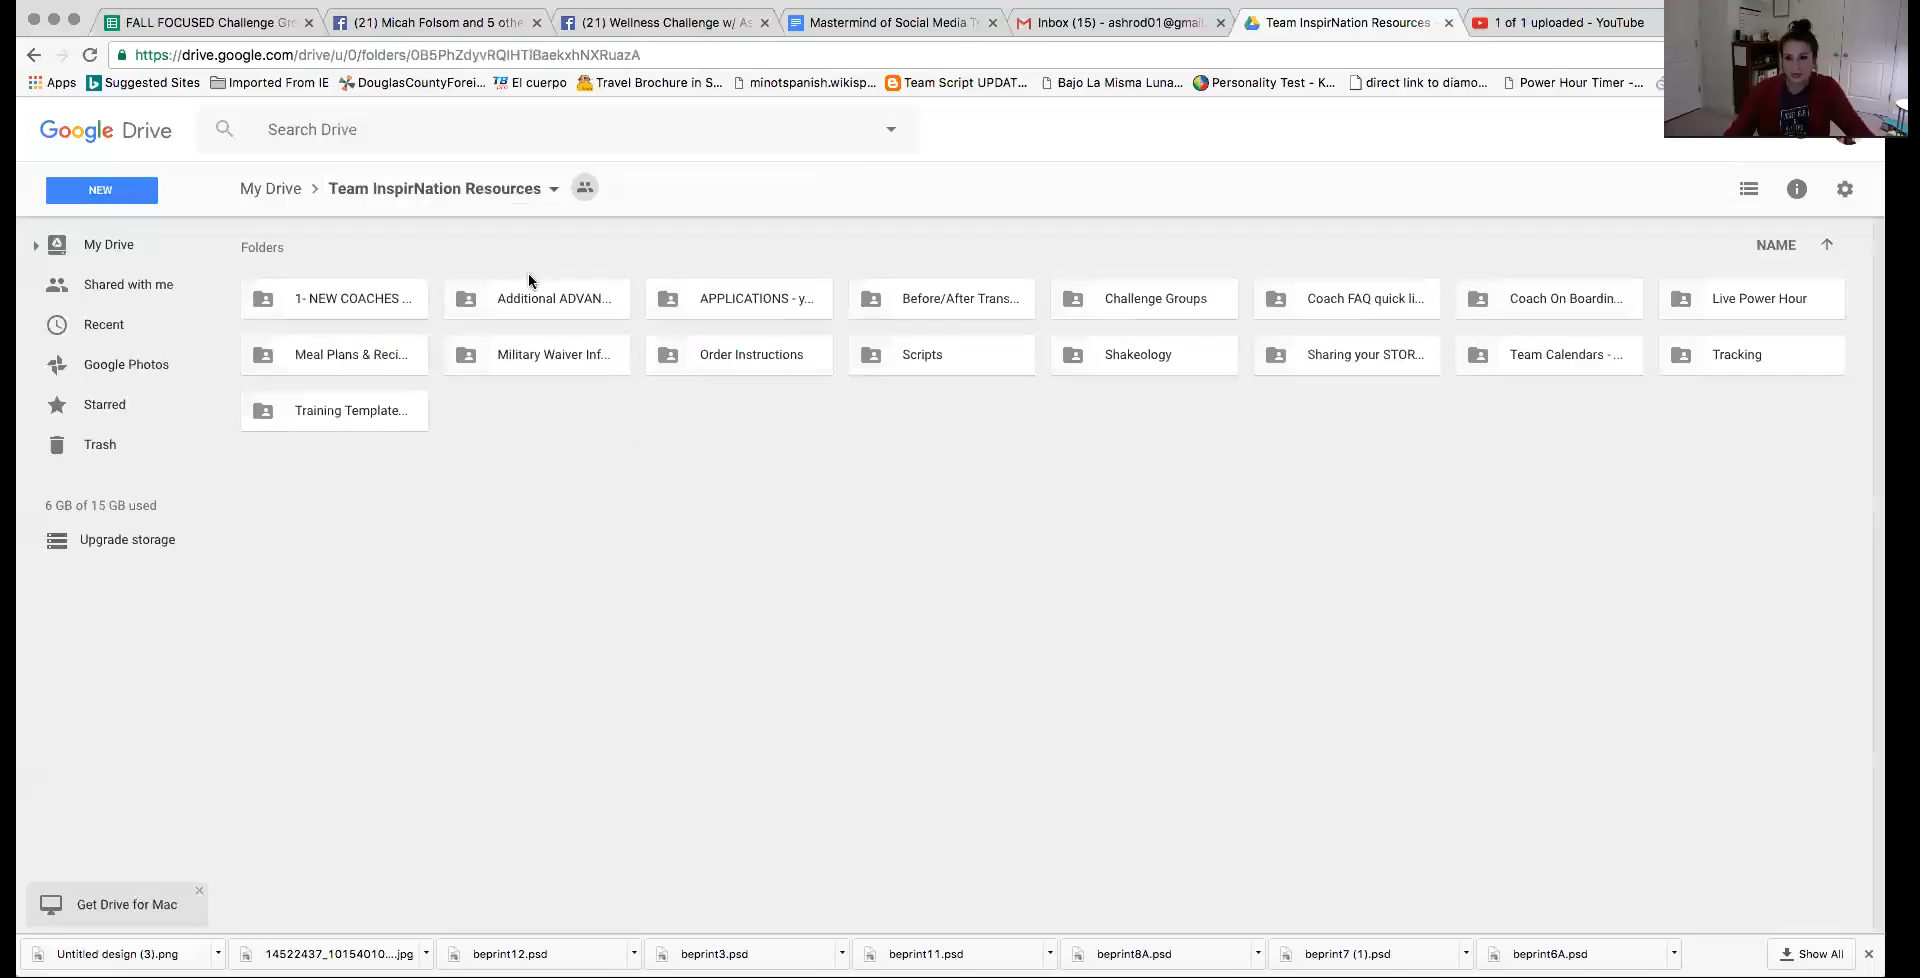 FALL FOCUSED Challenge Gro
(21) Micah Folsom and 5 othe
(21) Wellness Challenge w/ As
Mastermind of Social Media T
Inbox (15) - ashrod01@gmai
Team InspirNation Resources
1 of 1 uploaded - YouTube
https://drive.google.com/drive/u/0/folders/0B5PhZdyvRQIHTlBaekxhNXRuazA
Apps
Suggested Sites
Imported From IE
DouglasCountyForei...
El cuerpo
Travel Brochure in S...
minotspanish.wikisp...
Team Script UPDAT...
Bajo La Misma Luna...
Personality Test - K...
direct link to diamo...
Power Hour Timer -...
Google Drive
Search Drive
NEW
My Drive > Team InspirNation Resources
My Drive
Shared with me
Recent
Google Photos
Starred
Trash
6 GB of 15 GB used
Upgrade storage
Folders
NAME
1- NEW COACHES ...
Additional ADVAN...
APPLICATIONS - y...
Before/After Trans...
Challenge Groups
Coach FAQ quick li...
Coach On Boardin...
Live Power Hour
Meal Plans & Reci...
Military Waiver Inf...
Order Instructions
Scripts
Shakeology
Sharing your STOR...
Team Calendars - ...
Tracking
Training Template...
Get Drive for Mac
Untitled design (3).png
14522437_10154010....jpg
beprint12.psd
beprint3.psd
beprint11.psd
beprint8A.psd
beprint7 (1).psd
beprint6A.psd
Show All